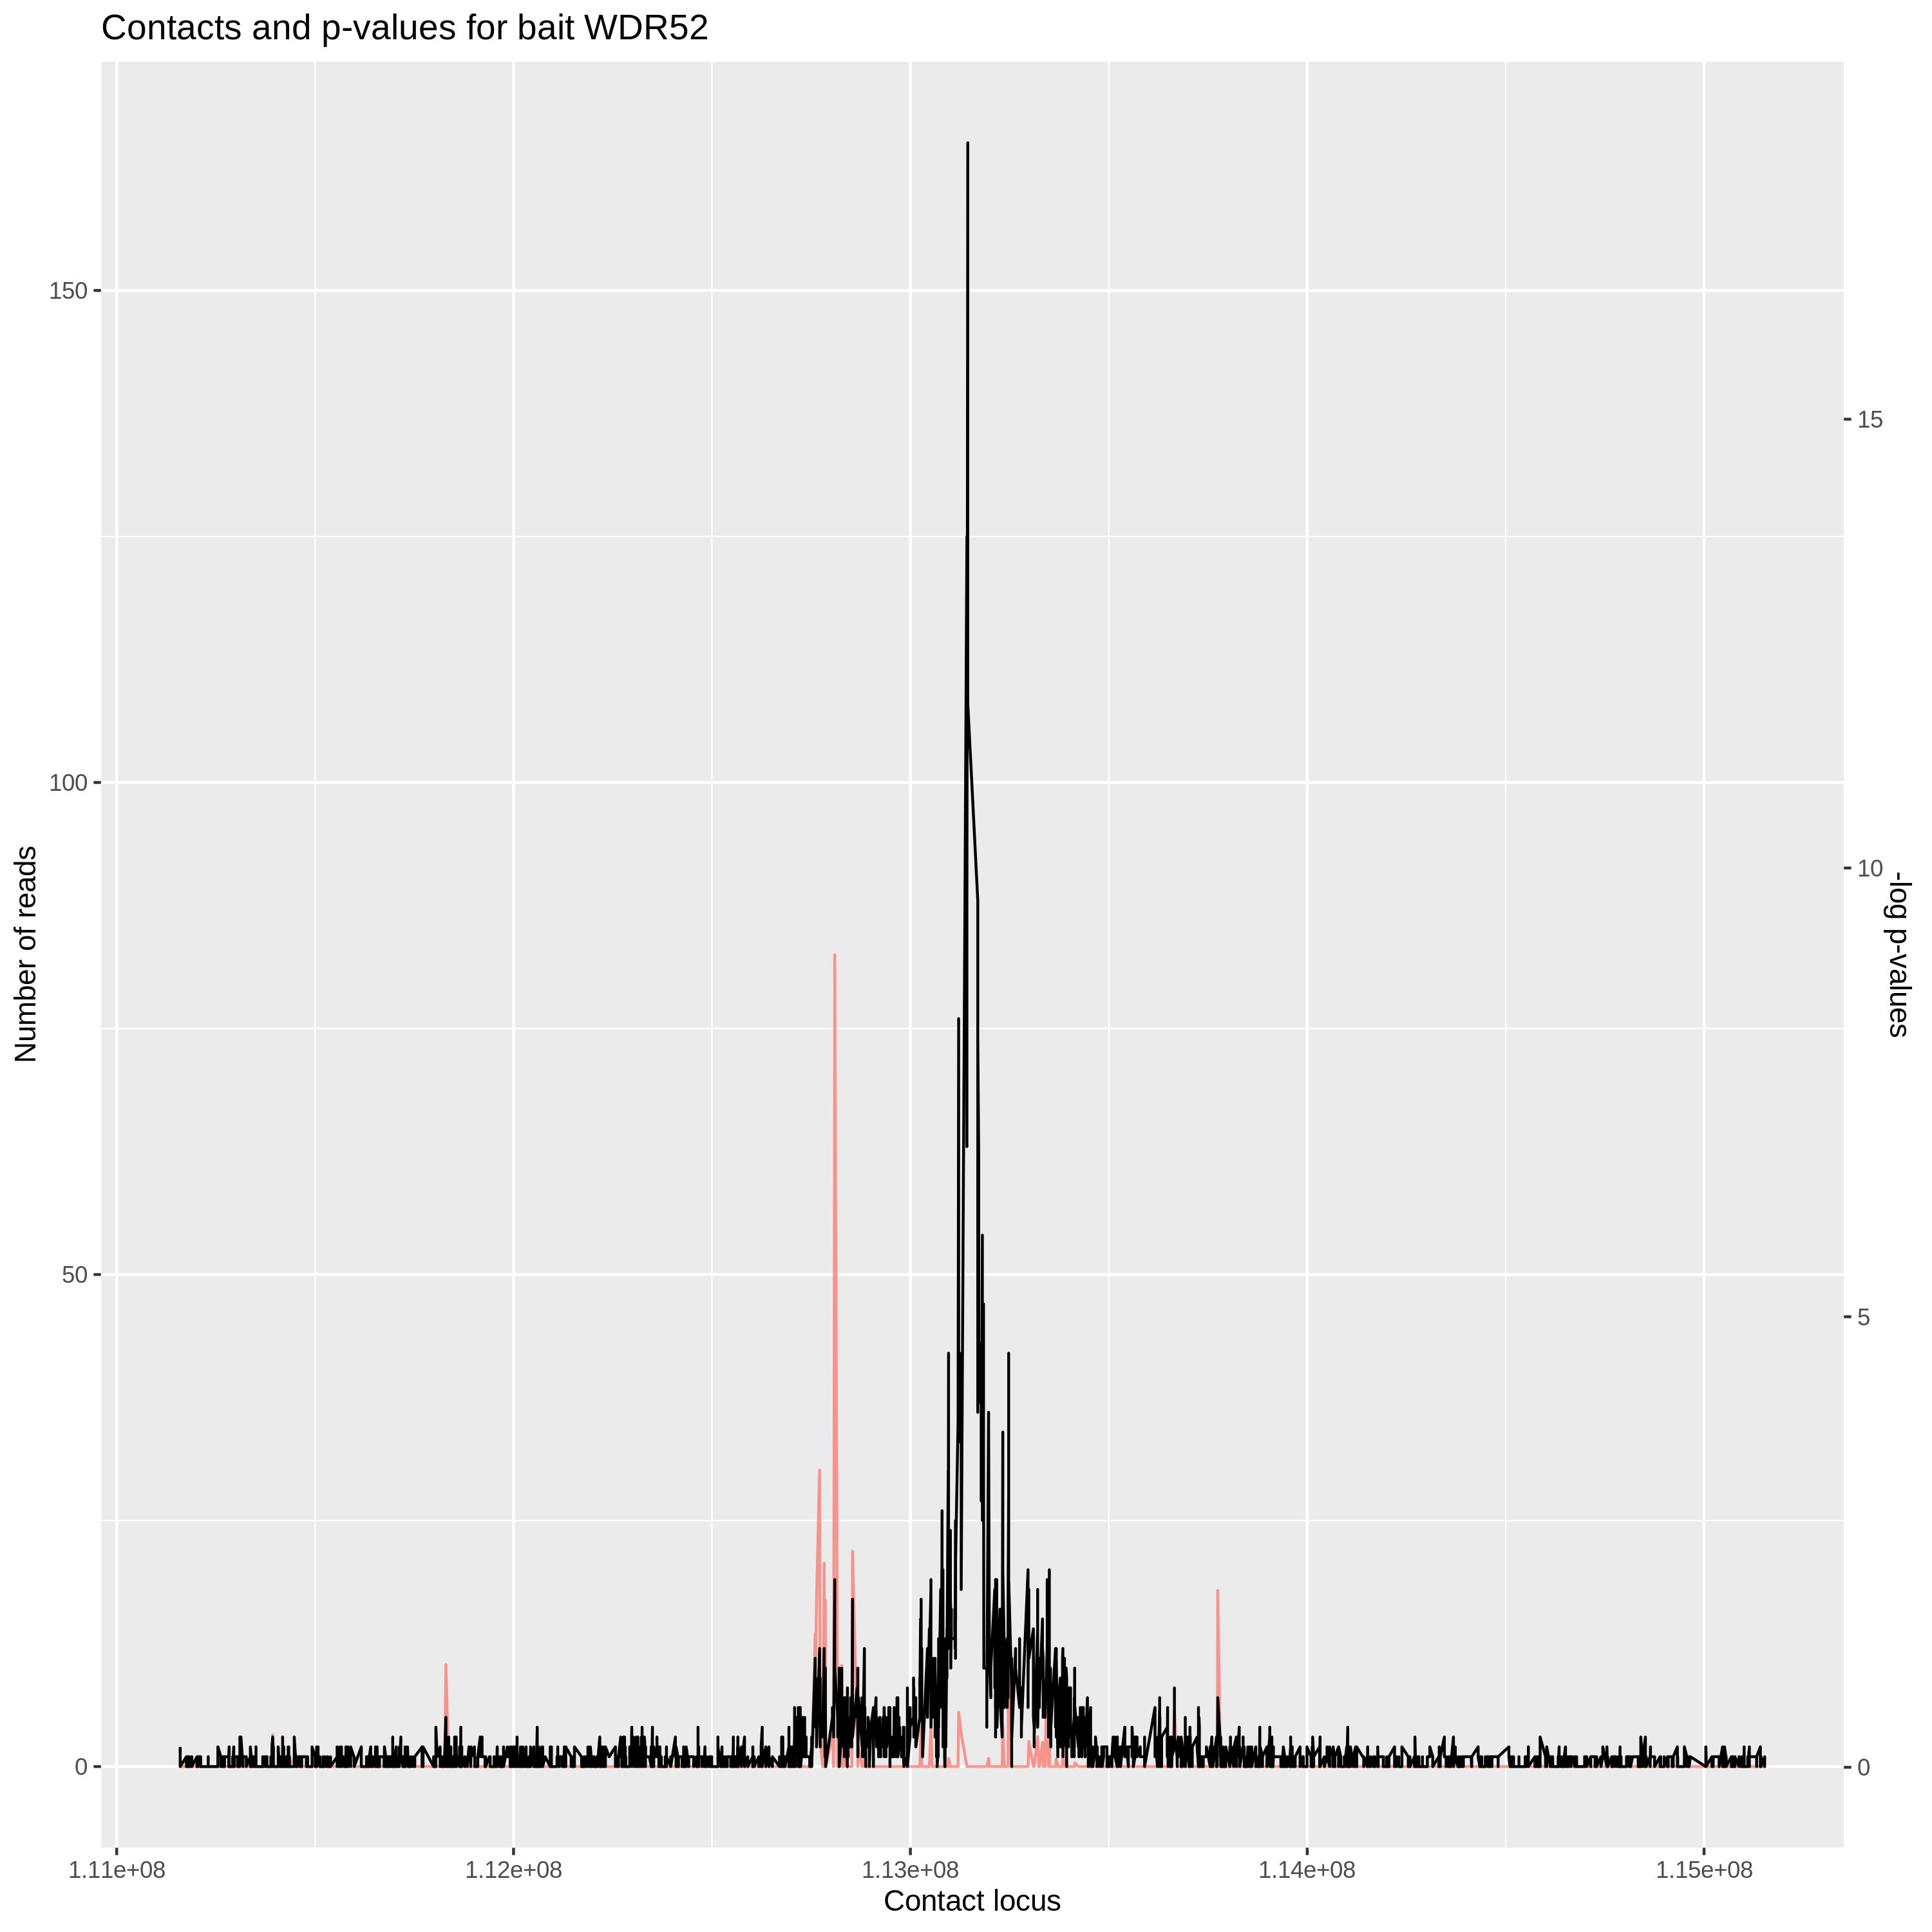 Contacts and p-values for bait WDR52
150
100
50
0
Number of reads
15
10
5
0
-log p-values
1.11e+08
1.12e+08
1.13e+08
1.14e+08
1.15e+08
Contact locus